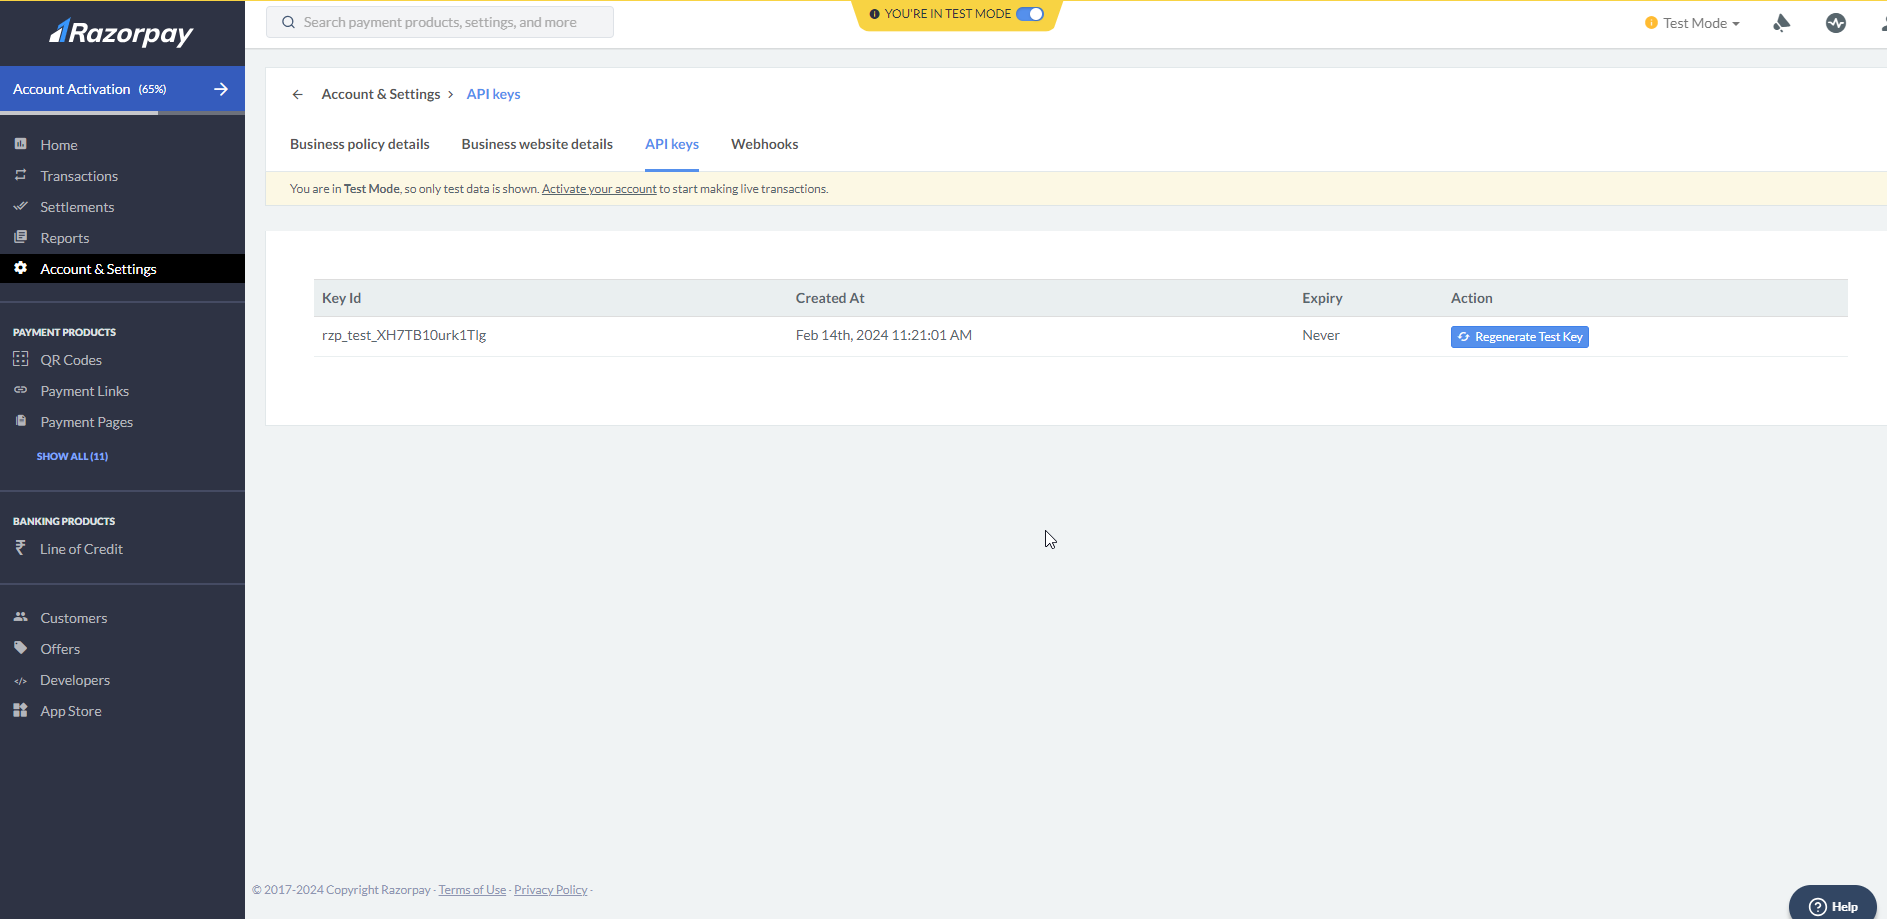 Razorpay
Search payment products, settings, and more
YOU'RE IN TEST MODE
Test Mode
Account Activation (65%)
Home
Transactions
Settlements
Reports
Account & Settings
PAYMENT PRODUCTS
QR Codes
Payment Links
Payment Pages
SHOW ALL (11)
BANKING PRODUCTS
Line of Credit
Customers
Offers
Developers
App Store
Account & Settings > API keys
Business policy details Business website details API keys Webhooks
You are in Test Mode, so only test data is shown. Activate your account to start making live transactions.
Key Id Created At Expiry Action
rzp_test_XH7TB10urk1Tlg Feb 14th, 2024 11:21:01 AM Never Regenerate Test Key
© 2017-2024 Copyright Razorpay · Terms of Use · Privacy Policy ·
Help